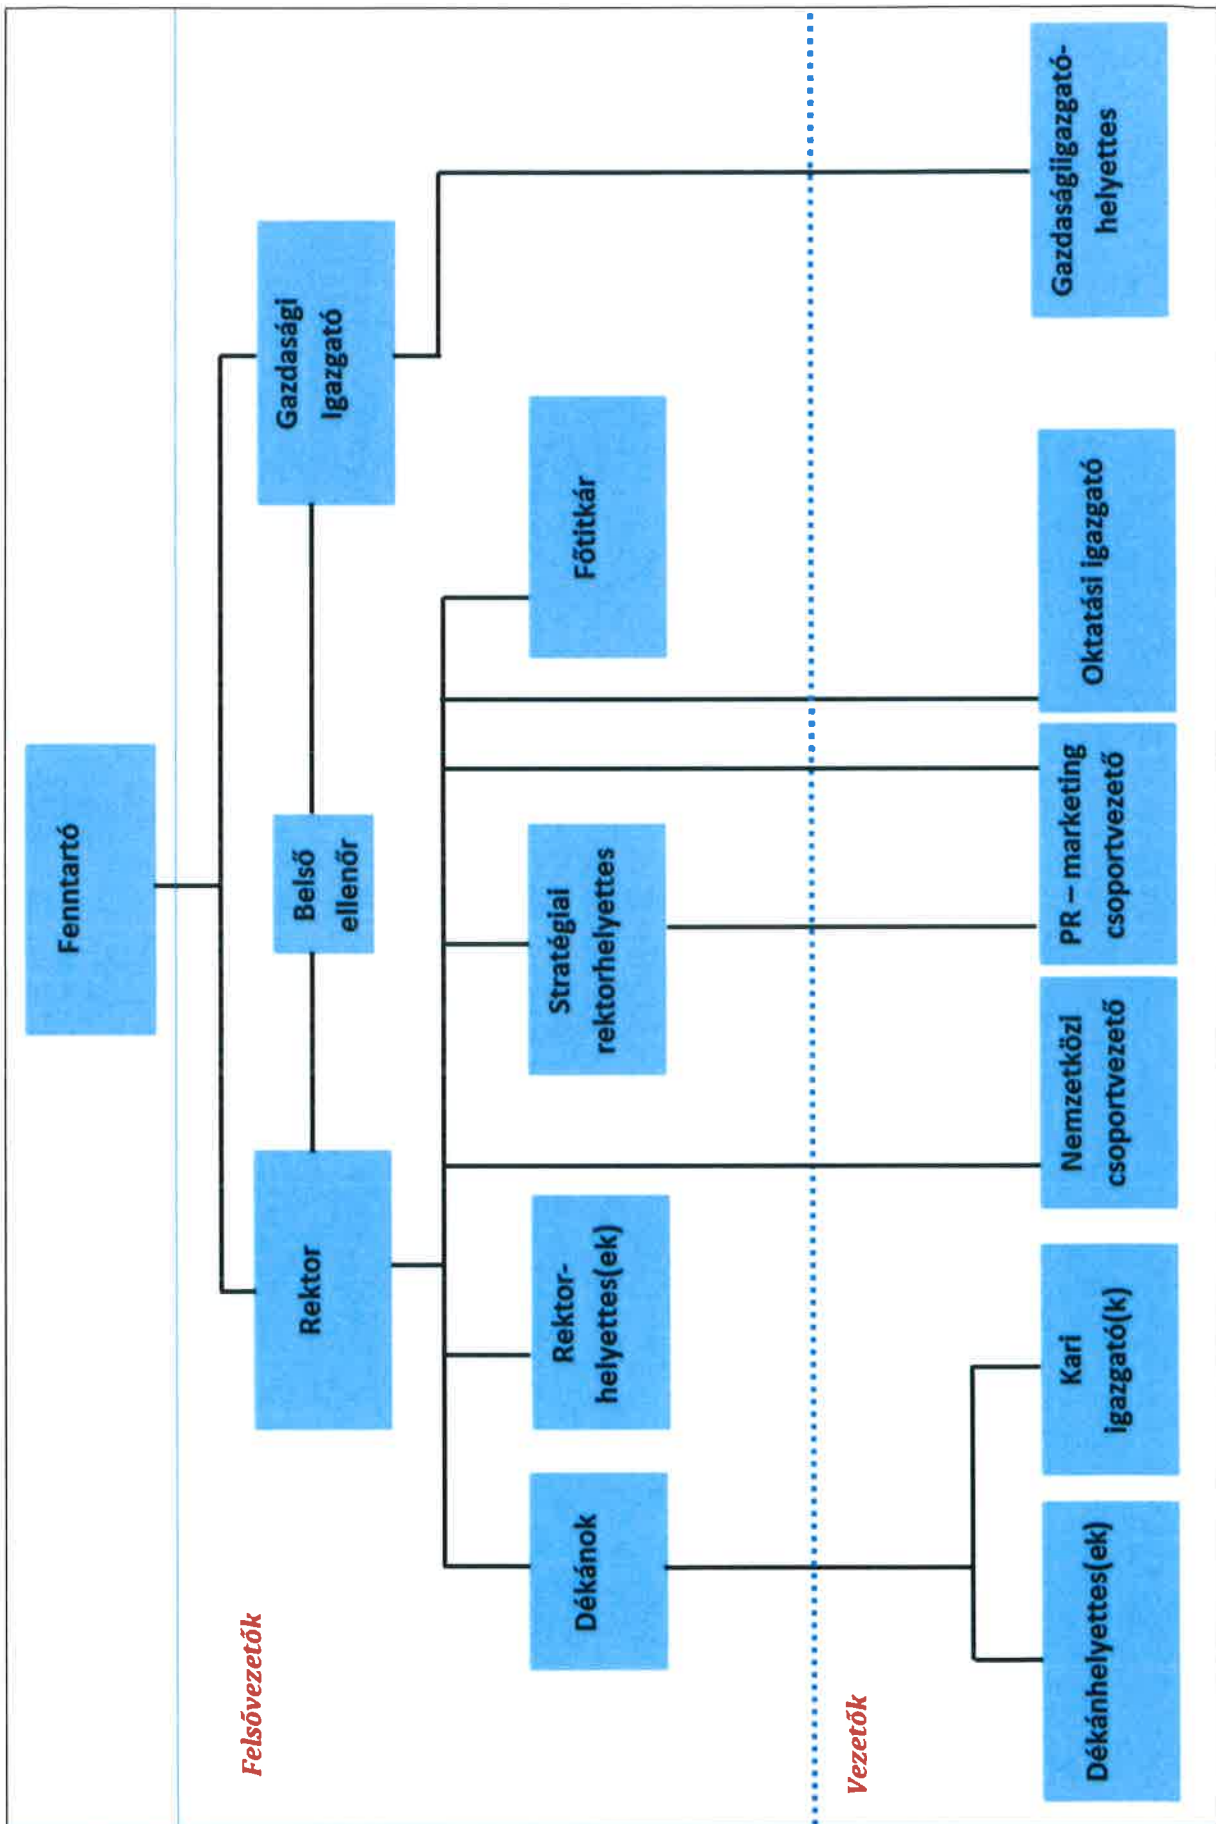 Fenntartó
Felsővezetők
Rektor
Belső
ellenőr
Gazdasági
Igazgató
Dékánok
Rektor-
helyettes(ek)
Stratégiai
rektorhelyettes
Főtitkár
Vezetők
Dékánhelyettes(ek)
Kari
igazgató(k)
Nemzetközi
csoportvezető
PR – marketing
csoportvezető
Oktatási igazgató
Gazdaságiigazgató-
helyettes